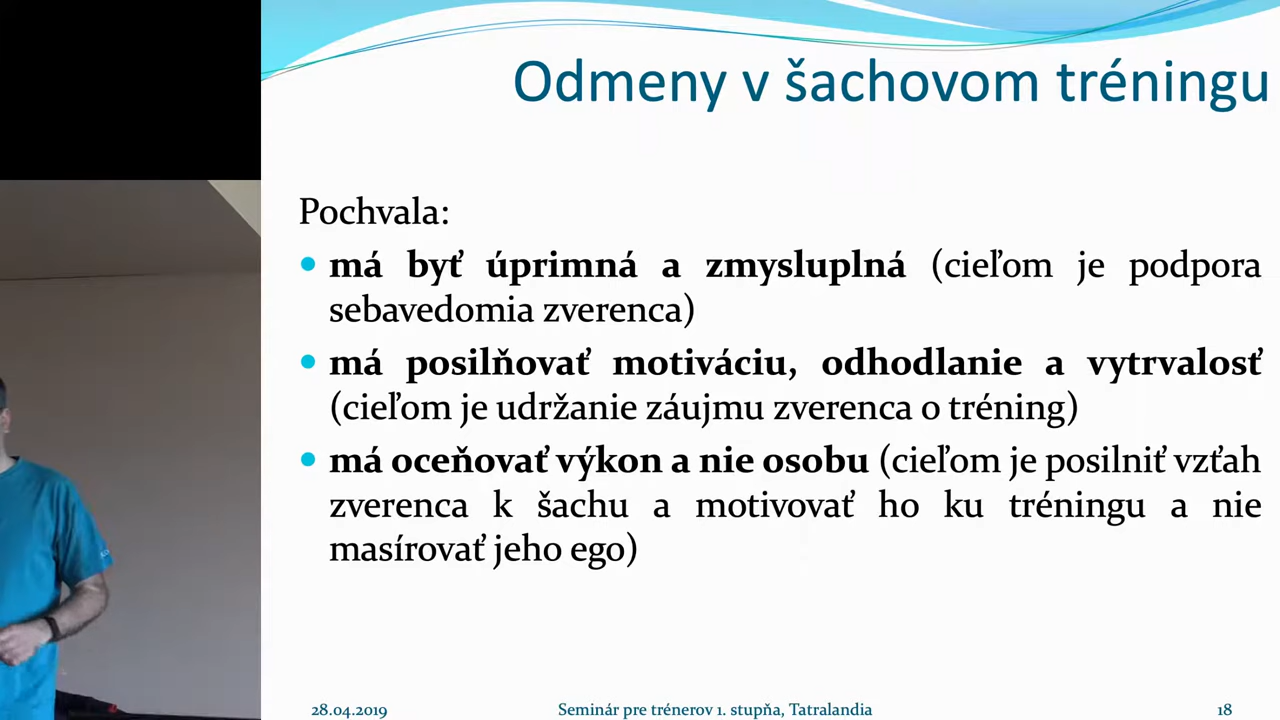 Odmeny v šachovom tréningu
Pochvala:
má byť úprimná a zmysluplná (cieľom je podpora
sebavedomia zverenca)
má posilňovať motiváciu, odhodlanie a vytrvalosť
(cieľom je udržanie záujmu zverenca o tréning)
má oceňovať výkon a nie osobu (cieľom je posilniť vzťah
zverenca k šachu a motivovať ho ku tréningu a nie
masírovať jeho ego)
28.04.2019 Seminár pre trénerov 1. stupňa, Tatralandia 18